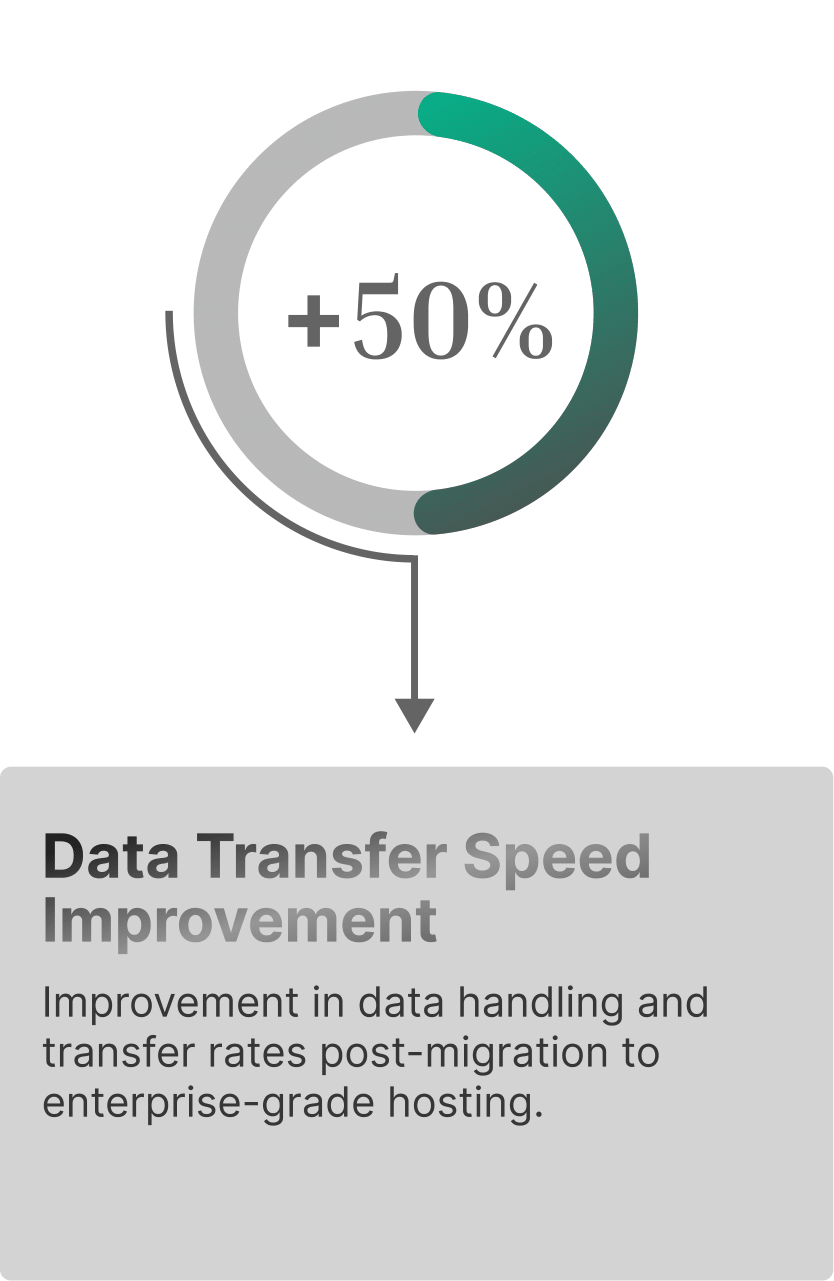 +50%
Data Transfer Speed
Improvement
Improvement in data handling and
transfer rates post-migration to
enterprise-grade hosting.